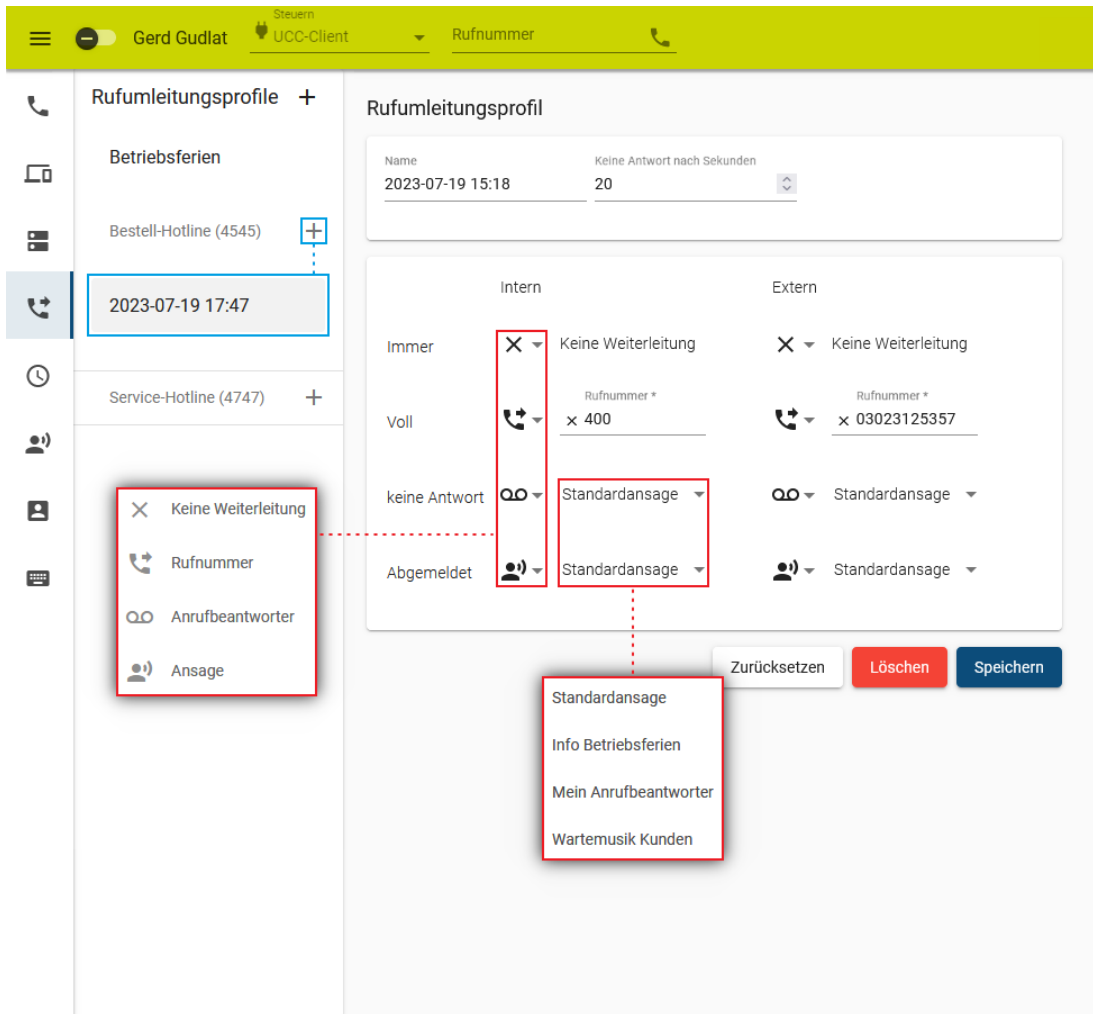 Steuern
Gerd Gudlat UCC-Client Rufnummer
Rufumleitungsprofile +
Betriebsferien
Bestell-Hotline (4545) +
2023-07-19 17:47
Service-Hotline (4747) +
Keine Weiterleitung
Rufnummer
Anrufbeantworter
Ansage
Rufumleitungsprofil
Name Keine Antwort nach Sekunden
2023-07-19 15:18 20
Intern Extern
Immer Keine Weiterleitung Keine Weiterleitung
Rufnummer * Rufnummer *
Voll × 400 × 03023125357
keine Antwort Standardansage Standardansage
Abgemeldet Standardansage Standardansage
Zurücksetzen Löschen Speichern
Standardansage
Info Betriebsferien
Mein Anrufbeantworter
Wartemusik Kunden